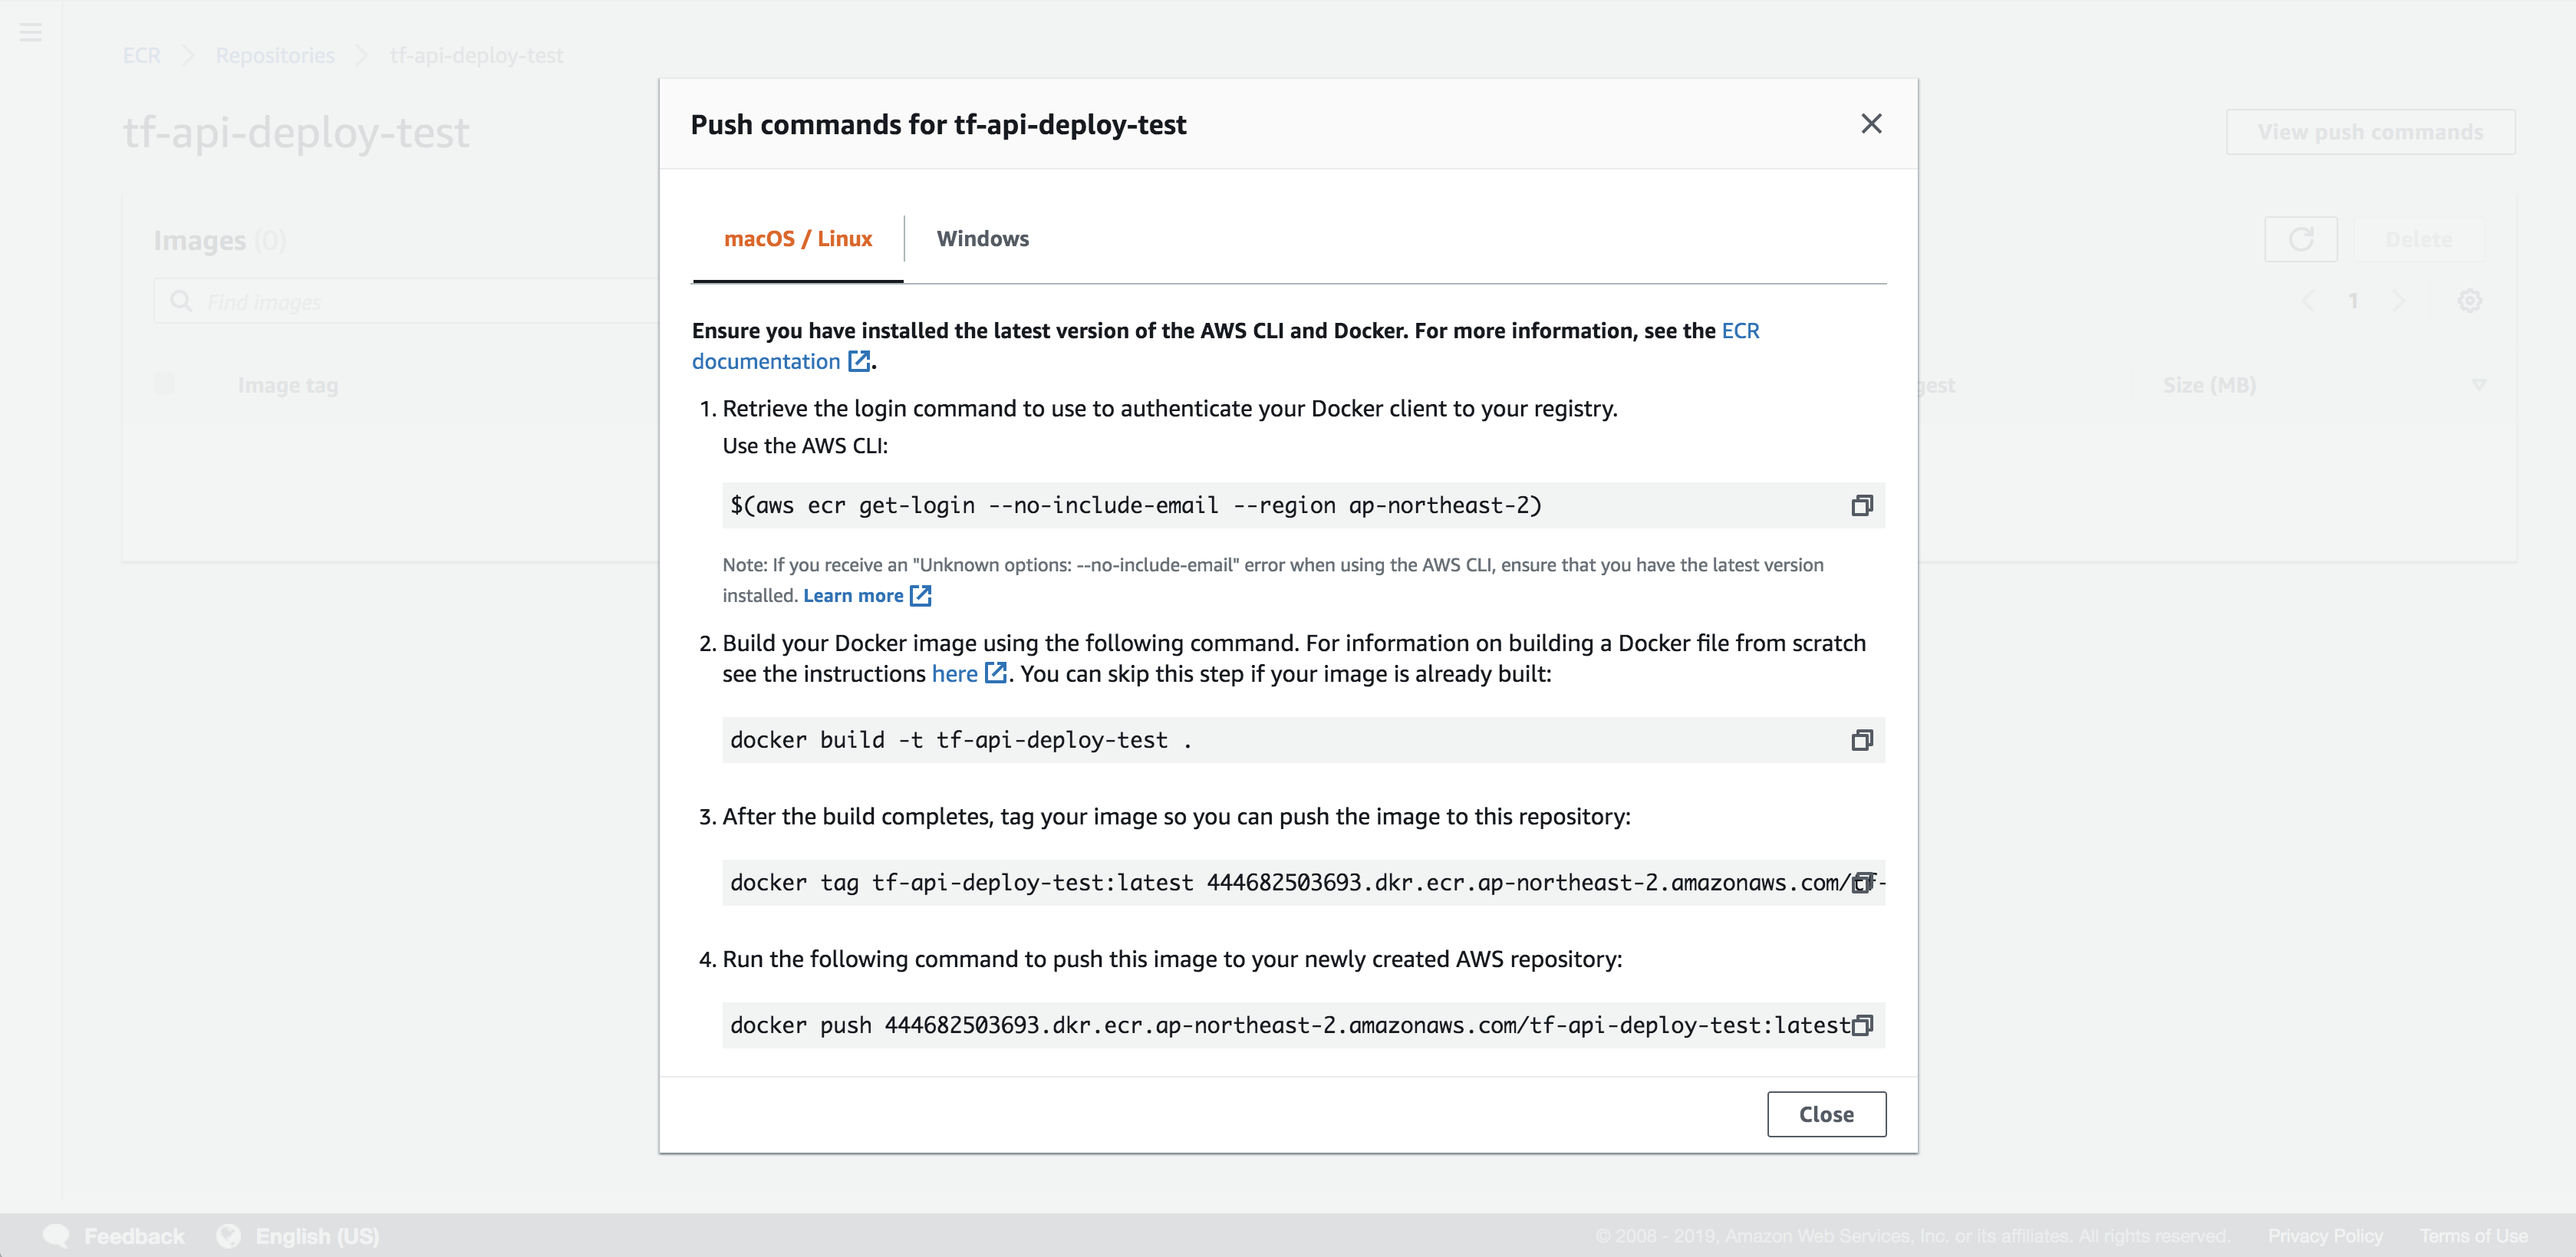 ECR Repositories tf-api-deploy-test
tf-api-deploy-test
View push commands
Images (0)
Delete
Find images
1
Image tag
gest
Size (MB)
Push commands for tf-api-deploy-test
macOS / Linux
Windows
Ensure you have installed the latest version of the AWS CLI and Docker. For more information, see the ECR
documentation .
1. Retrieve the login command to use to authenticate your Docker client to your registry.
Use the AWS CLI:
$(aws ecr get-login --no-include-email --region ap-northeast-2)
Note: If you receive an "Unknown options: --no-include-email" error when using the AWS CLI, ensure that you have the latest version
installed. Learn more
2. Build your Docker image using the following command. For information on building a Docker file from scratch
see the instructions here . You can skip this step if your image is already built:
docker build -t tf-api-deploy-test .
3. After the build completes, tag your image so you can push the image to this repository:
docker tag tf-api-deploy-test:latest 444682503693.dkr.ecr.ap-northeast-2.amazonaws.com/tf-
4. Run the following command to push this image to your newly created AWS repository:
docker push 444682503693.dkr.ecr.ap-northeast-2.amazonaws.com/tf-api-deploy-test:latest
Close
Feedback
English (US)
© 2008 - 2019, Amazon Web Services, Inc. or its affiliates. All rights reserved.
Privacy Policy
Terms of Use